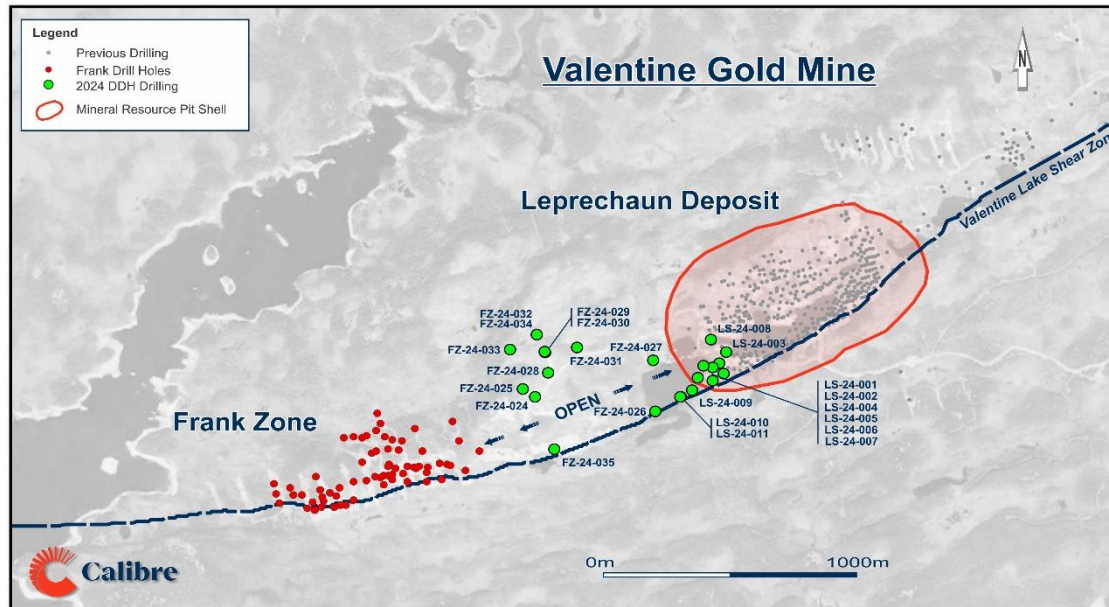 Legend
Previous Drilling
Frank Drill Holes
2024 DDH Drilling
Mineral Resource Pit Shell
Valentine Gold Mine
N
Valentine Lake Shear Zone
Leprechaun Deposit
FZ-24-032
FZ-24-034
FZ-24-029
FZ-24-030
FZ-24-033
FZ-24-031
FZ-24-027
FZ-24-028
FZ-24-025
FZ-24-024
FZ-24-026
FZ-24-035
LS-24-008
LS-24-003
LS-24-009
LS-24-010
LS-24-011
LS-24-001
LS-24-002
LS-24-004
LS-24-005
LS-24-006
LS-24-007
OPEN
Frank Zone
0m
1000m
Calibre